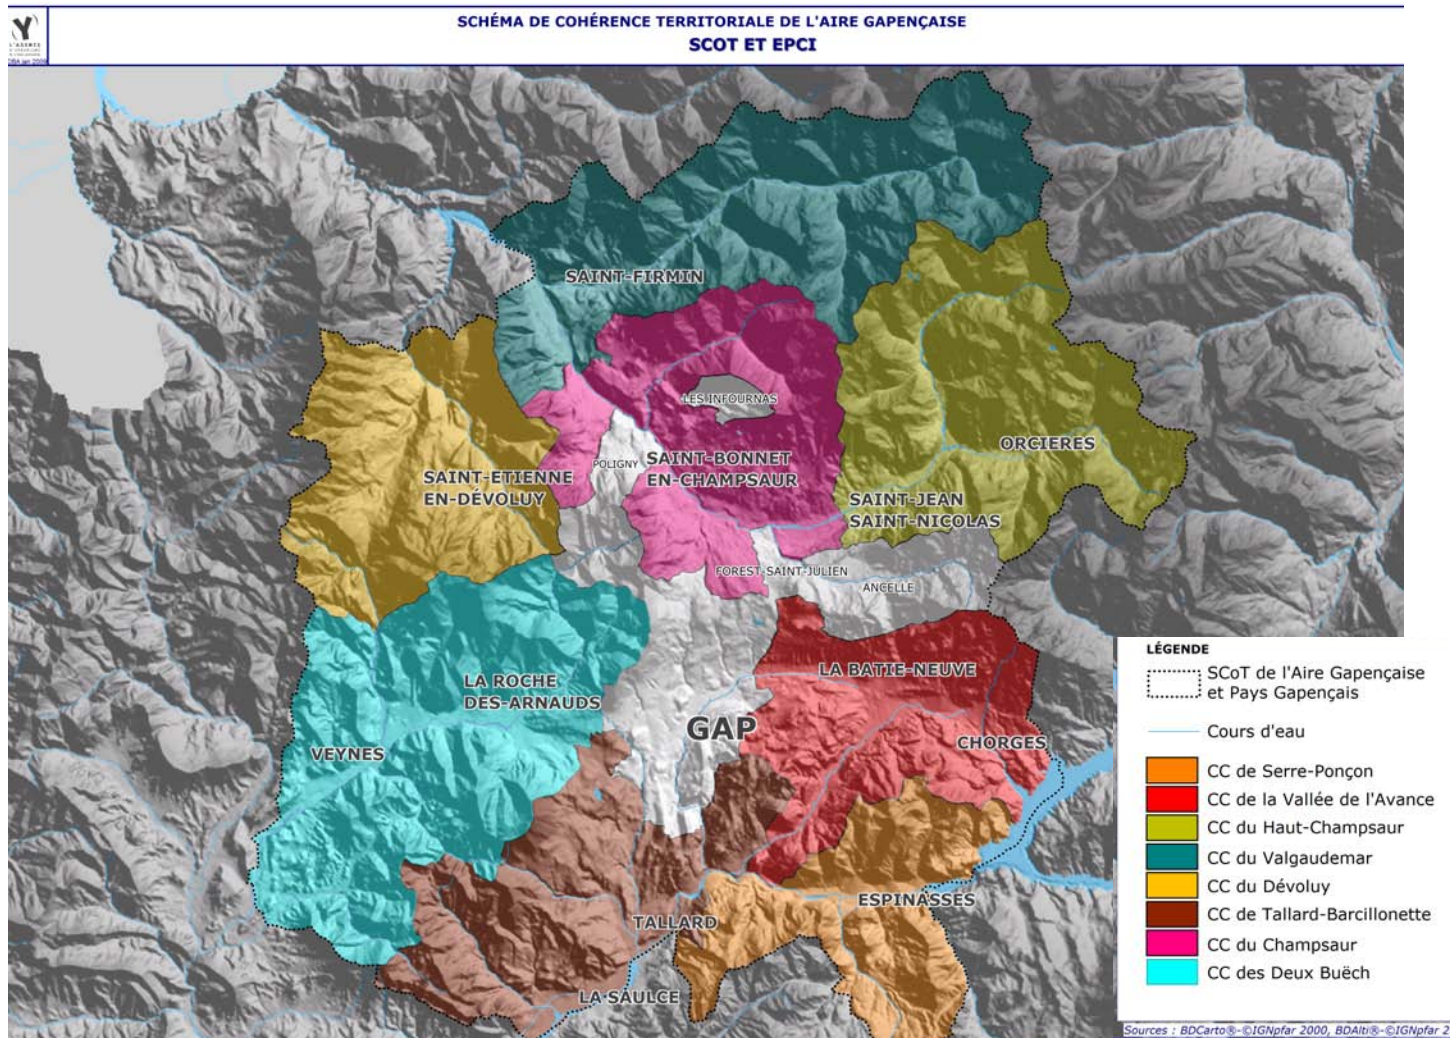 SCHÉMA DE COHÉRENCE TERRITORIALE DE L'AIRE GAPENÇAISE
SCOT ET EPCI
SAINT-FIRMIN
LES INFOURNAS
ORCIERES
POLIGNY
SAINT-BONNET
EN-CHAMPSAUR
SAINT-ETIENNE
EN-DÉVOLUY
SAINT-JEAN
SAINT-NICOLAS
FOREST-SAINT-JULIEN
ANCELLE
LA BATIE-NEUVE
LA ROCHE
DES-ARNAUDS
GAP
CHORGES
VEYNES
ESPINASSES
TALLARD
LA SAULCE
LÉGENDE
SCoT de l'Aire Gapençaise
et Pays Gapençais
Cours d'eau
CC de Serre-Ponçon
CC de la Vallée de l'Avance
CC du Haut-Champsaur
CC du Valgaudemar
CC du Dévoluy
CC de Tallard-Barcillonette
CC du Champsaur
CC des Deux Buëch
Sources : BDCarto®-©IGNpfar 2000, BDAlti®-©IGNpfar 2